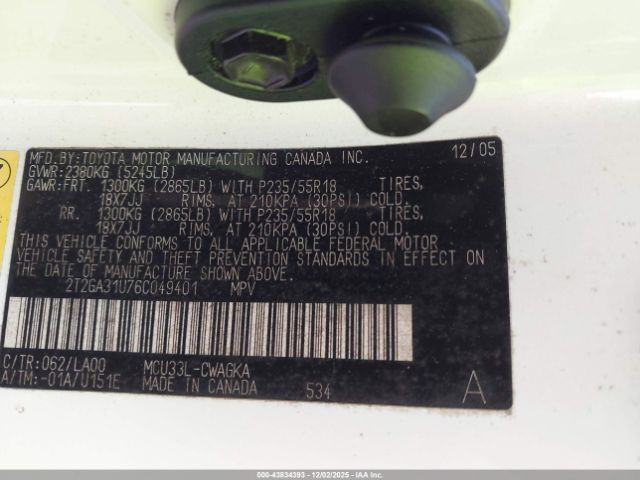 MFD.BY:TOYOTA MOTOR MANUFACTURING CANADA INC. 12/05
GVWR:2380KG (5245LB)
GAWR:FRT. 1300KG (2865LB) WITH P235/55R18 TIRES,
18X7JJ RIMS, AT 210KPA (30PSI) COLD.
RR. 1300KG (2865LB) WITH P235/55R18 TIRES,
18X7JJ RIMS, AT 210KPA (30PSI) COLD.
THIS VEHICLE CONFORMS TO ALL APPLICABLE FEDERAL MOTOR
VEHICLE SAFETY AND THEFT PREVENTION STANDARDS IN EFFECT ON
THE DATE OF MANUFACTURE SHOWN ABOVE.
2T2GA31U76C049401 MPV
C/TR:062/LA00 MCU33L-CWAGKA
A/TM:-01A/U151E MADE IN CANADA 534 A
000-43834393 - 12/02/2025 - IAAI.COM